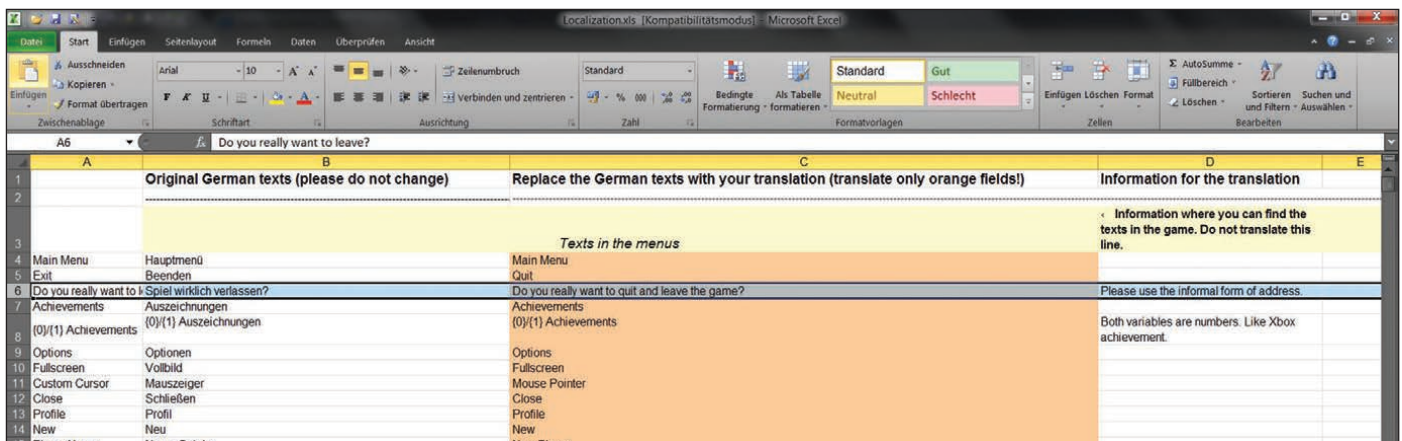 Localization.xls [Kompatibilitätsmodus] - Microsoft Excel
Datei Start Einfügen Seitenlayout Formeln Daten Überprüfen Ansicht
Einfügen
Ausschneiden
Kopieren
Format übertragen
Zwischenablage
Arial 10 A A
F K U A
Schriftart
Zeilenumbruch
Verbinden und zentrieren
Ausrichtung
Standard
% 000
Zahl
Bedingte Formatierung
Als Tabelle formatieren
Standard Gut
Neutral Schlecht
Formatvorlagen
Einfügen Löschen Format
Zellen
Σ AutoSumme
Füllbereich
Löschen
Sortieren und Filtern
Suchen und Auswählen
Bearbeiten
A6 fx Do you really want to leave?
A B C D E
1 Original German texts (please do not change) Replace the German texts with your translation (translate only orange fields!) Information for the translation
2
3 Texts in the menus ‹ Information where you can find the
texts in the game. Do not translate this
line.
4 Main Menu Hauptmenü Main Menu
5 Exit Beenden Quit
6 Do you really want to Spiel wirklich verlassen? Do you really want to quit and leave the game? Please use the informal form of address.
7 Achievements Auszeichnungen Achievements
8 {0}/{1} Achievements {0}/{1} Auszeichnungen {0}/{1} Achievements Both variables are numbers. Like Xbox
achievement.
9 Options Optionen Options
10 Fullscreen Vollbild Fullscreen
11 Custom Cursor Mauszeiger Mouse Pointer
12 Close Schließen Close
13 Profile Profil Profile
14 New Neu New